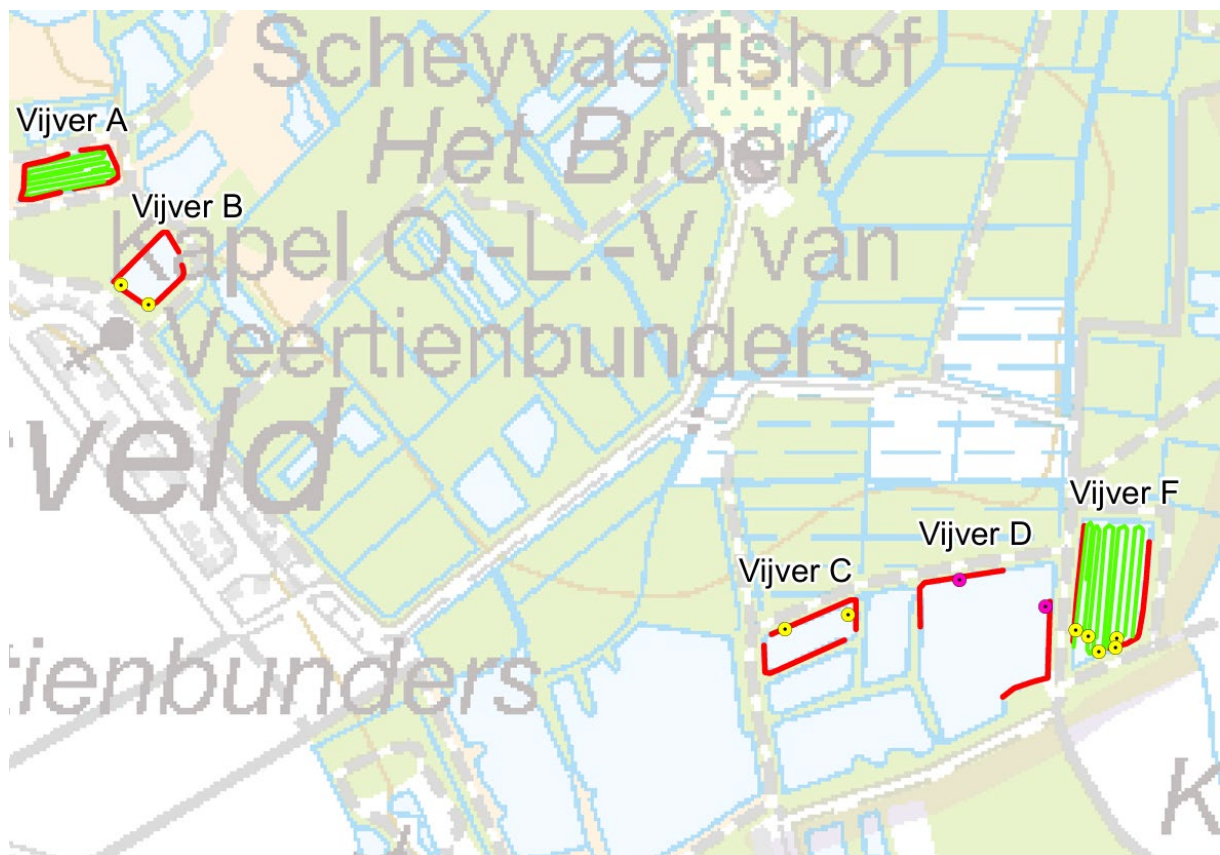 Scheyvaertshof
Vijver A
Het Broek
Vijver B
Kapel O.-L.-V. van
Veertienbunders
veld
Vijver F
Vijver D
Vijver C
tienbunders
K